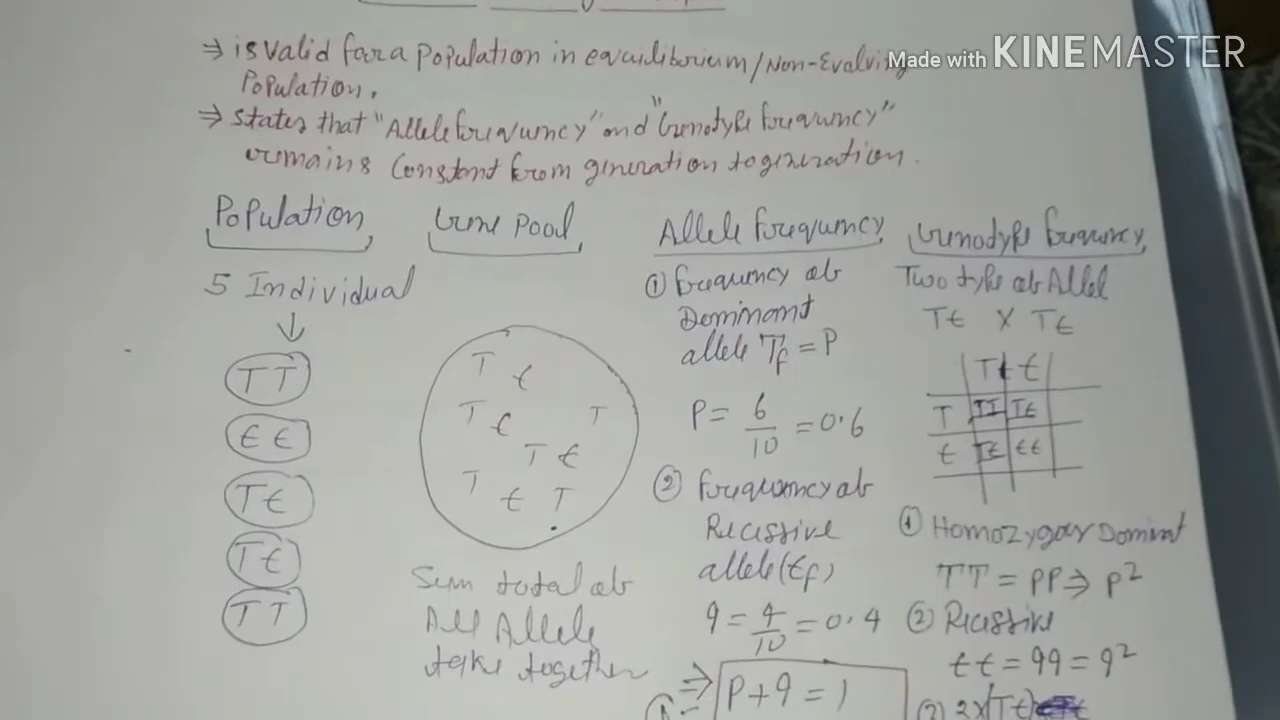 ⇒ is valid for a population in equilibrium/Non-Evolving
Population.
⇒ states that "Allele frequency" and "Genotype frequency"
remains Constant from generation to generation.
Made with KINEMASTER
Population
5 Individual
↓
TT
tt
Tt
Tt
TT
Gene Pool
T t
T t T
T t
T t T
Sum total of
All Allele
take together
Allele frequency
① frequency of
Dominant
allele Tf = P
P = 6/10 = 0.6
② frequency of
Recessive
allele (tf)
q = 4/10 = 0.4
⇒ P+q = 1
Genotype frequency
Two type of Allel
Tt X Tt
T t
T TT Tt
t Tt tt
① Homozygous Dominant
TT = PP ⇒ p²
② Recessive
tt = qq = q²
2x(Tt)